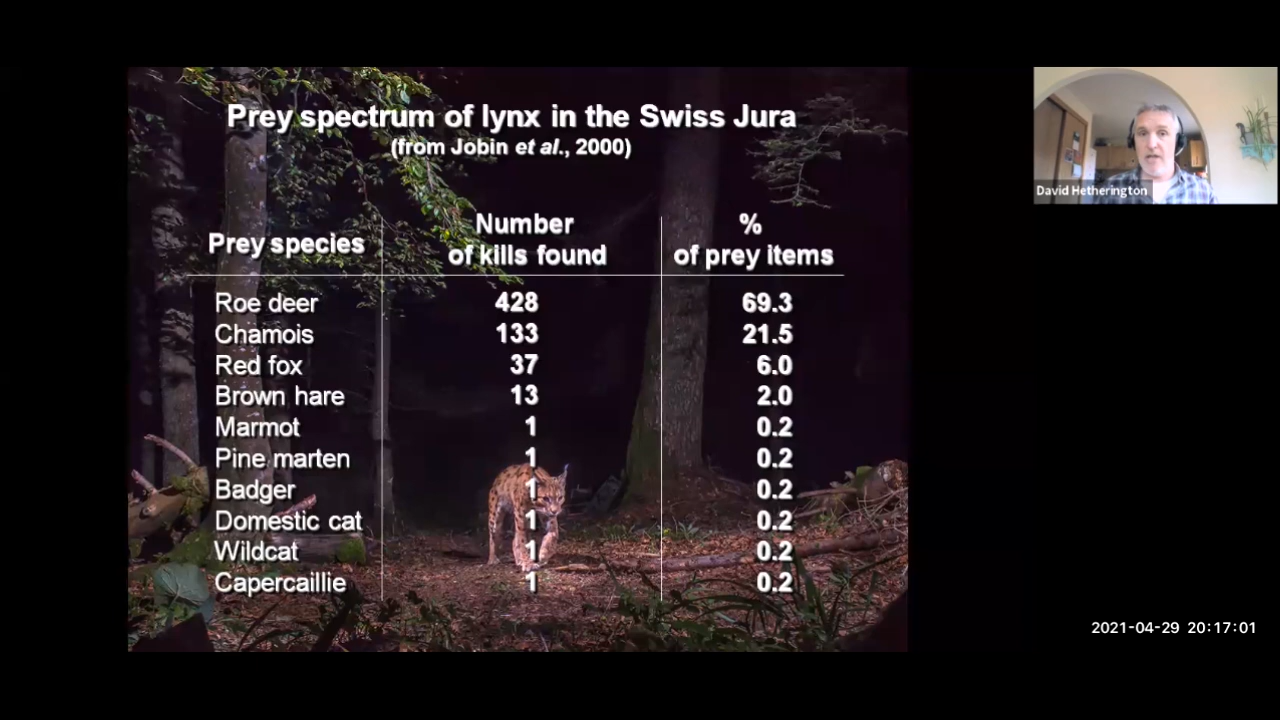 Prey spectrum of lynx in the Swiss Jura
(from Jobin et al., 2000)
Prey species Number of kills found % of prey items
Roe deer 428 69.3
Chamois 133 21.5
Red fox 37 6.0
Brown hare 13 2.0
Marmot 1 0.2
Pine marten 1 0.2
Badger 1 0.2
Domestic cat 1 0.2
Wildcat 1 0.2
Capercaillie 1 0.2
David Hetherington
2021-04-29 20:17:01